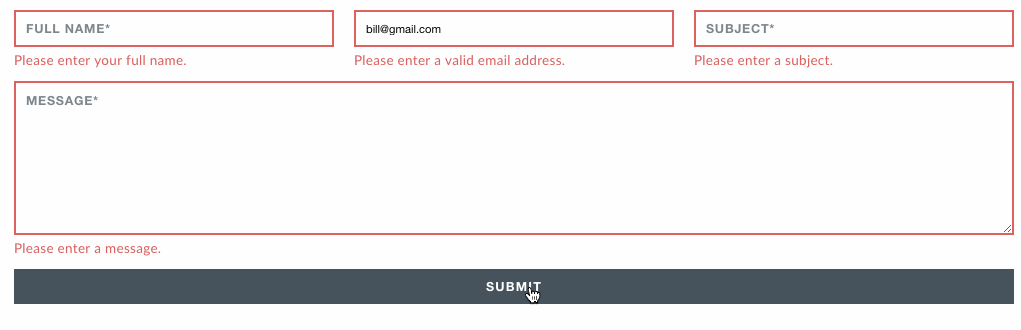 FULL NAME*
bill@gmail.com
SUBJECT*
Please enter your full name.
Please enter a valid email address.
Please enter a subject.
MESSAGE*
Please enter a message.
SUBMIT